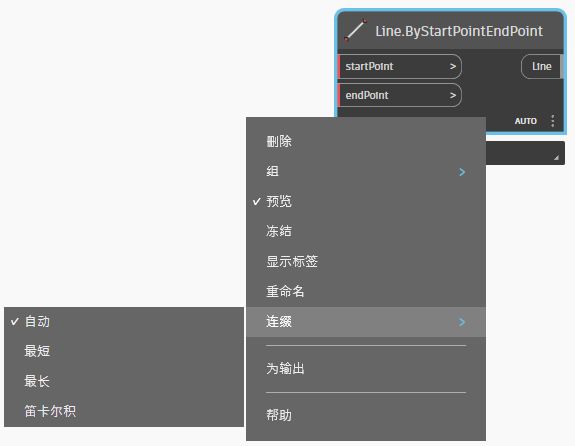 Line.ByStartPointEndPoint
startPoint >
Line
endPoint >
AUTO
删除
组
预览
冻结
显示标签
重命名
连缀
自动
最短
最长
笛卡尔积
为输出
帮助